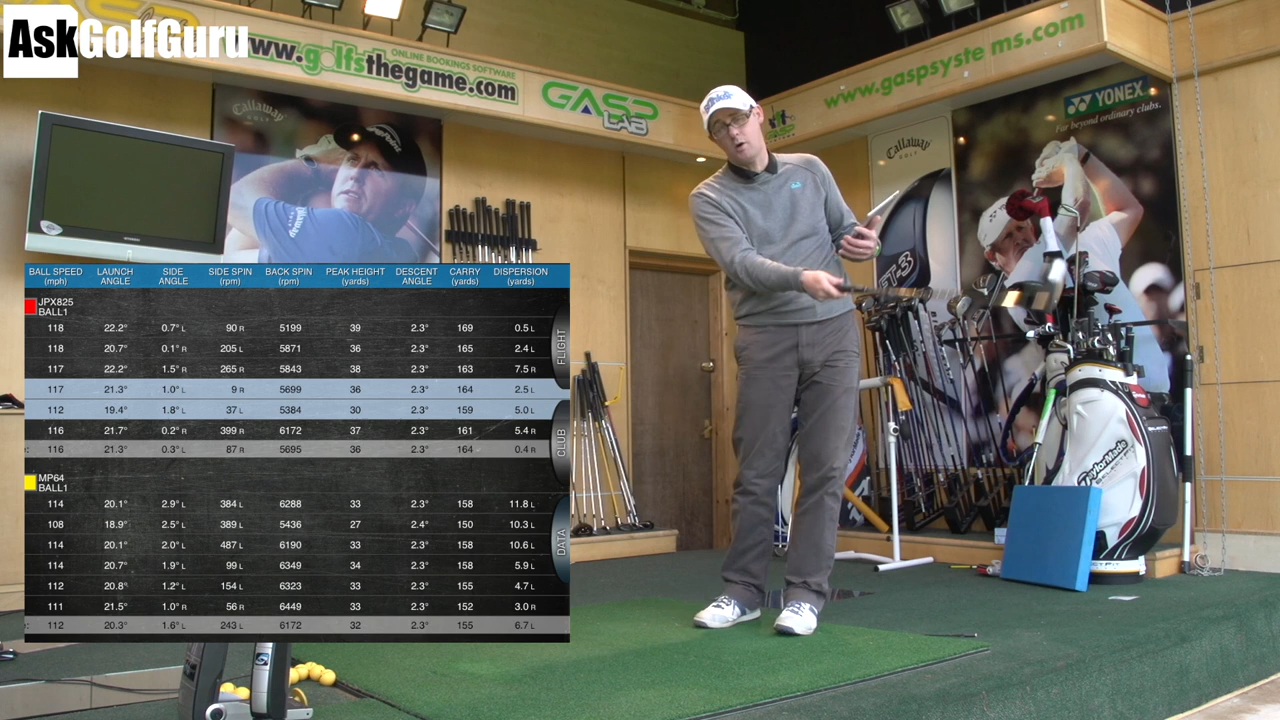 AskGolfGuru
www.golfsthegame.com
ONLINE BOOKINGS SOFTWARE
GASP
LAB
www.gaspsystems.com
Callaway
GOLF
YONEX
Far beyond ordinary clubs.
Callaway
GOLF
FT-3
TaylorMade
BALL SPEED (mph) LAUNCH ANGLE SIDE ANGLE SIDE SPIN (rpm) BACK SPIN (rpm) PEAK HEIGHT (yards) DESCENT ANGLE CARRY (yards) DISPERSION (yards)
JPX825
BALL1
118 22.2° 0.7° L 90 R 5199 39 2.3° 169 0.5 L
118 20.7° 0.1° R 205 L 5871 36 2.3° 165 2.4 L
117 22.2° 1.5° R 265 R 5843 38 2.3° 163 7.5 R
117 21.3° 1.0° L 9 R 5699 36 2.3° 164 2.5 L
112 19.4° 1.8° L 37 L 5384 30 2.3° 159 5.0 L
116 21.7° 0.2° R 399 R 6172 37 2.3° 161 5.4 R
116 21.3° 0.3° L 87 R 5695 36 2.3° 164 0.4 R
MP64
BALL1
114 20.1° 2.9° L 384 L 6288 33 2.3° 158 11.8 L
108 18.9° 2.5° L 389 L 5436 27 2.4° 150 10.3 L
114 20.1° 2.0° L 487 L 6190 33 2.3° 158 10.6 L
114 20.7° 1.9° L 99 L 6349 34 2.3° 158 5.9 L
112 20.8° 1.2° L 154 L 6323 33 2.3° 155 4.7 L
111 21.5° 1.0° R 56 R 6449 33 2.3° 152 3.0 R
112 20.3° 1.6° L 243 L 6172 32 2.3° 155 6.7 L
FLIGHT
CLUB
DATA